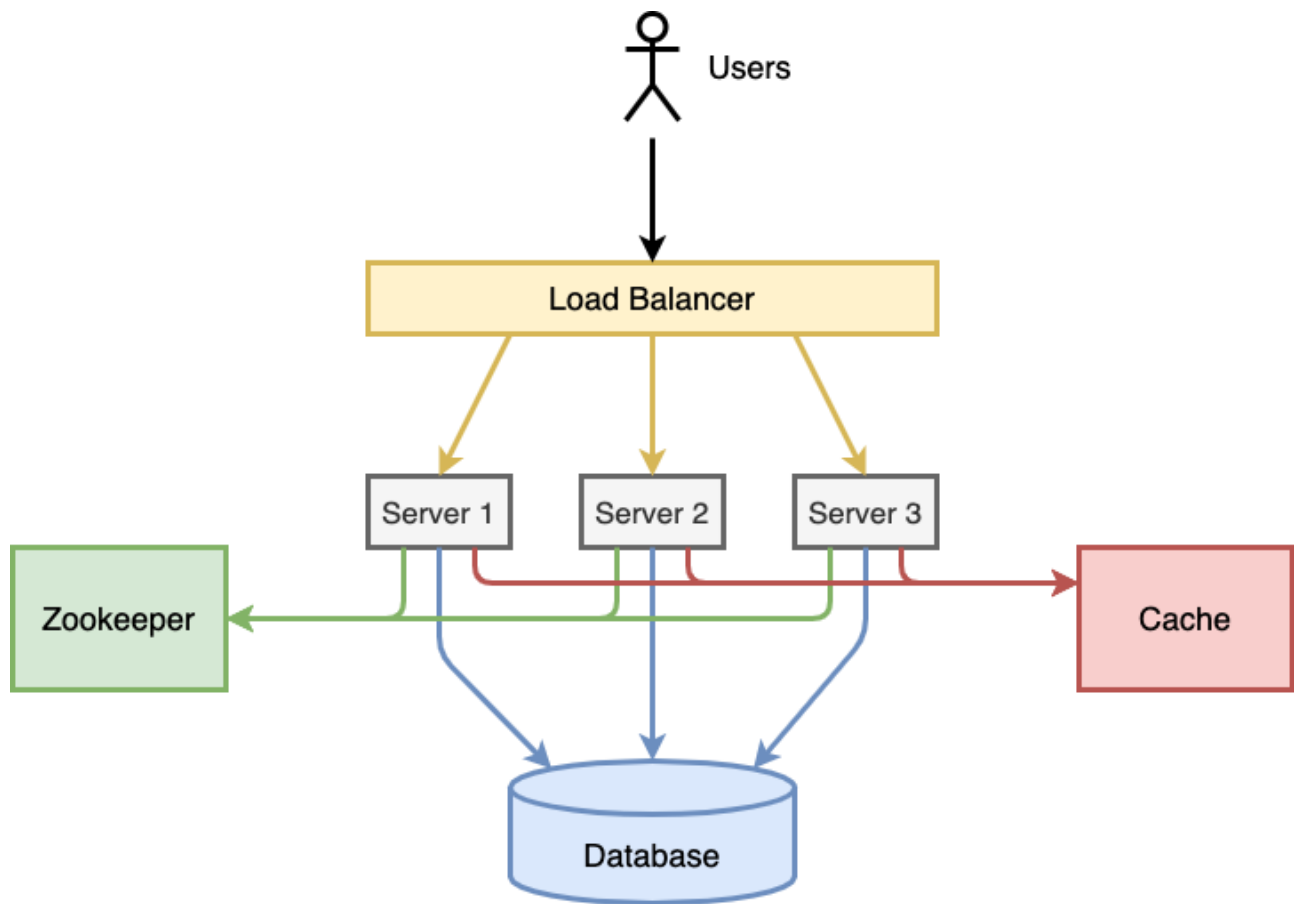 Users
Load Balancer
Server 1
Server 2
Server 3
Zookeeper
Cache
Database